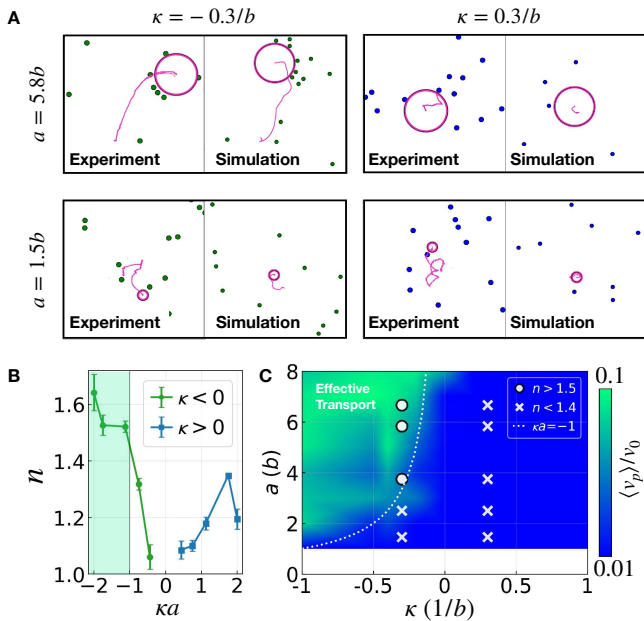 A
κ = − 0.3/b
κ = 0.3/b
a = 5.8b
Experiment
Simulation
Experiment
Simulation
a = 1.5b
Experiment
Simulation
Experiment
Simulation
B
n
1.6
1.4
1.2
1.0
κ < 0
κ > 0
−2
−1
0
1
2
κa
C
a (b)
8
6
4
2
0
Effective
Transport
n > 1.5
n < 1.4
κa = −1
-1
-0.5
0
0.5
1
κ (1/b)
0.1
0.01
⟨vₚ⟩/v₀